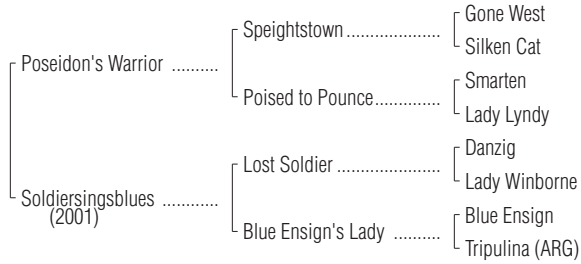 Gone West
Speightstown ....................
Silken Cat
Poseidon's Warrior ..........
Smarten
Poised to Pounce..............
Lady Lyndy
Danzig
Lost Soldier ......................
Lady Winborne
Soldiersingsblues ............
(2001)
Blue Ensign
Blue Ensign's Lady ..........
Tripulina (ARG)